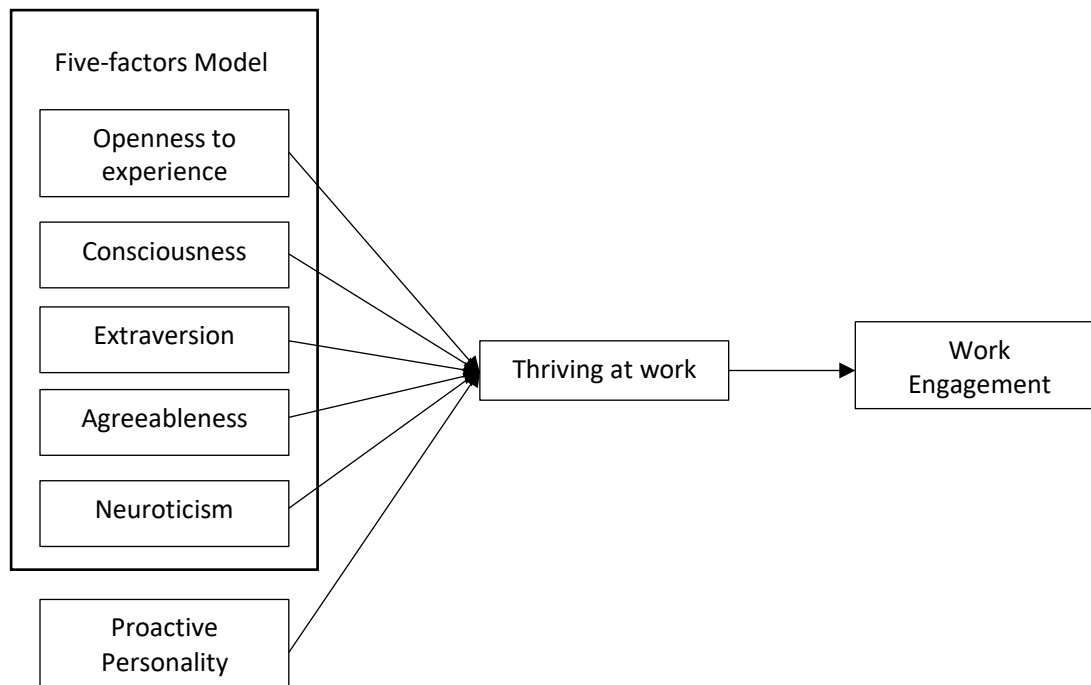 Five-factors Model
Openness to
experience
Consciousness
Extraversion
Agreeableness
Neuroticism
Proactive
Personality
Thriving at work
Work
Engagement